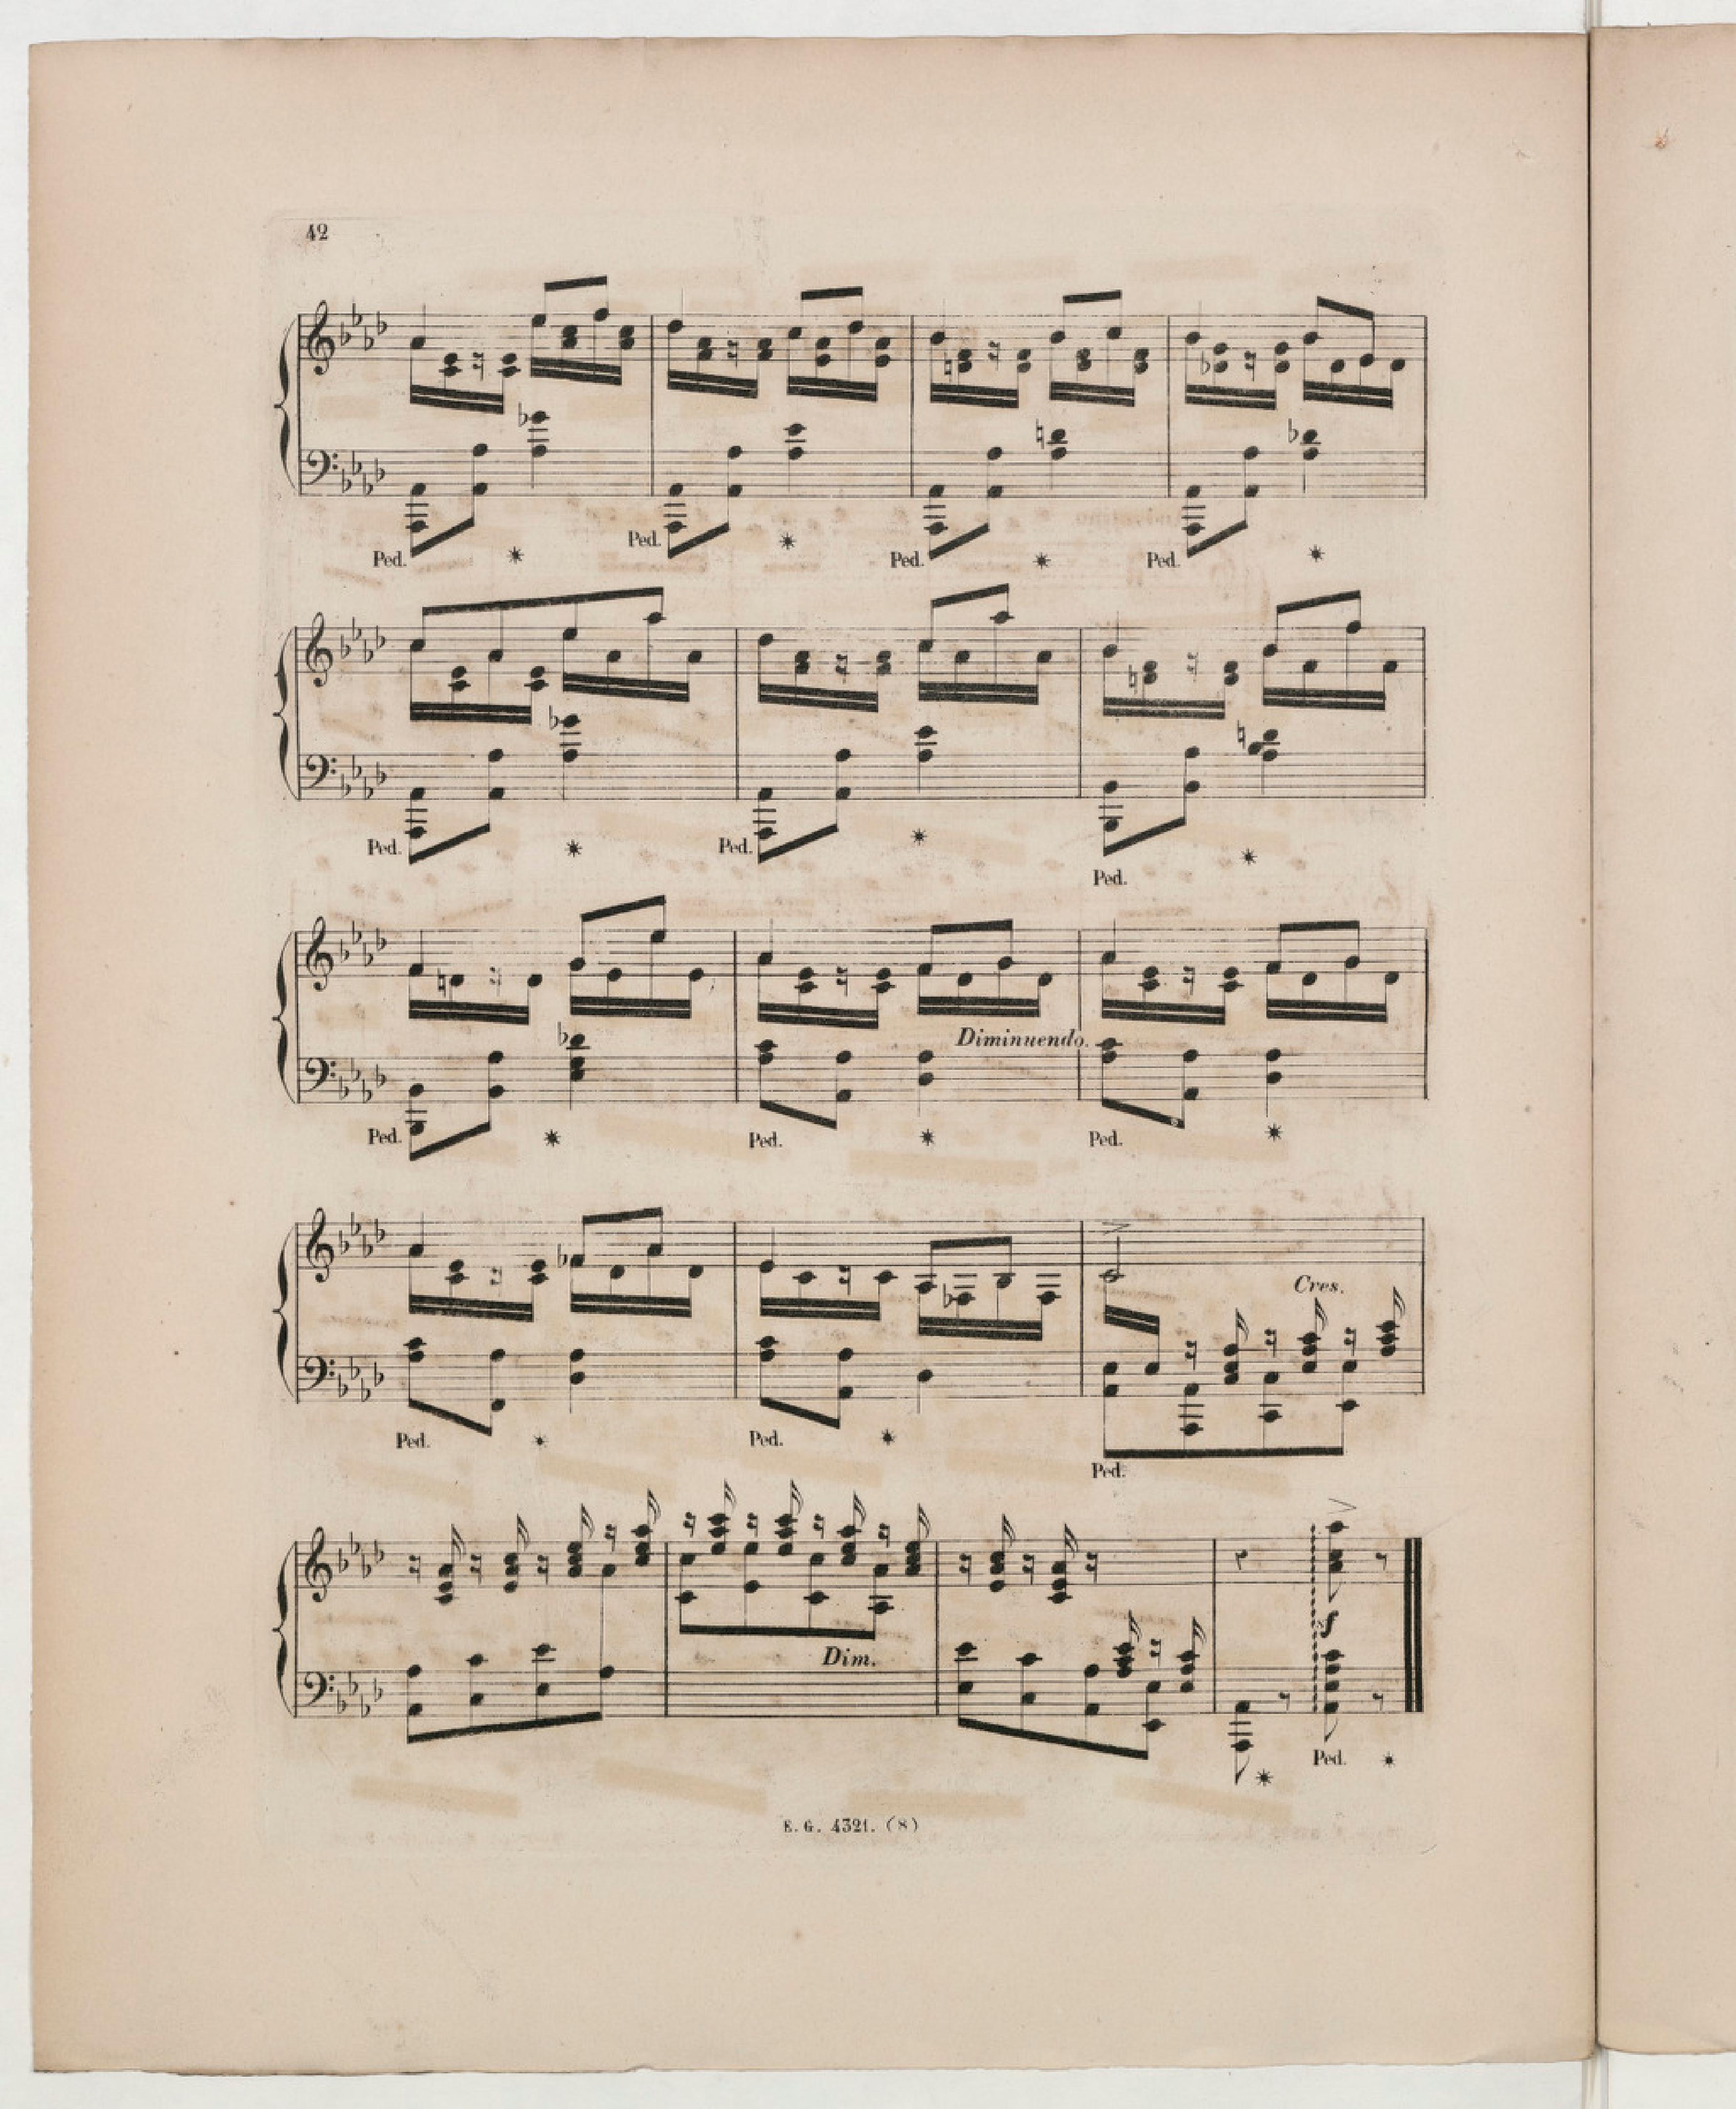 42
Ped. * Ped. * Ped. * Ped. *
Ped. * Ped. * Ped. *
Diminuendo.
Ped. * Ped. * Ped. *
Cres.
Ped. * Ped. * Ped.
Dim.
f
* Ped. *
E. G. 4321. (8)